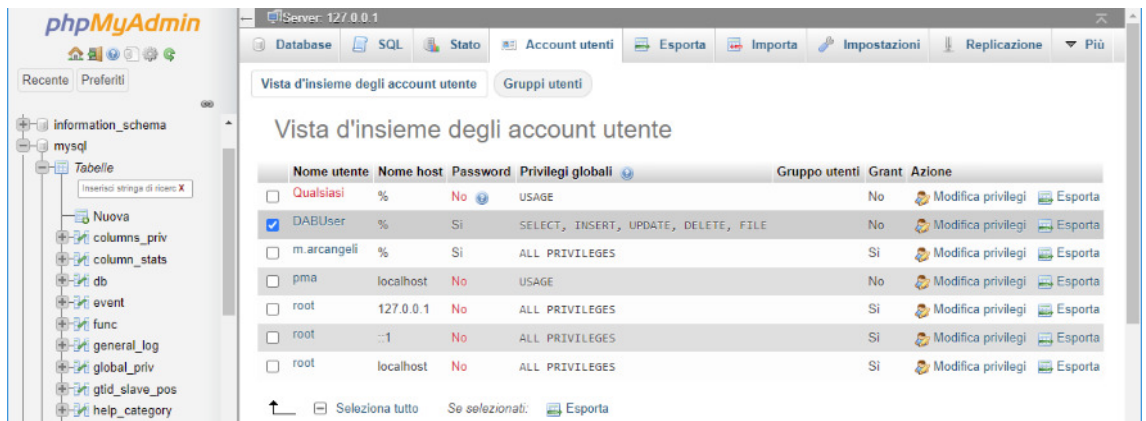 phpMyAdmin
Recente Preferiti
information_schema
mysql
Tabelle
Inserisci stringa di ricerc X
Nuova
columns_priv
column_stats
db
event
func
general_log
global_priv
gtid_slave_pos
help_category
Server: 127.0.0.1
Database SQL Stato Account utenti Esporta Importa Impostazioni Replicazione Più
Vista d'insieme degli account utente Gruppi utenti
Vista d'insieme degli account utente
Nome utente Nome host Password Privilegi globali Gruppo utenti Grant Azione
Qualsiasi % No USAGE No Modifica privilegi Esporta
DABUser % Sì SELECT, INSERT, UPDATE, DELETE, FILE No Modifica privilegi Esporta
m.arcangeli % Sì ALL PRIVILEGES Sì Modifica privilegi Esporta
pma localhost No USAGE No Modifica privilegi Esporta
root 127.0.0.1 No ALL PRIVILEGES Sì Modifica privilegi Esporta
root ::1 No ALL PRIVILEGES Sì Modifica privilegi Esporta
root localhost No ALL PRIVILEGES Sì Modifica privilegi Esporta
Seleziona tutto Se selezionati: Esporta